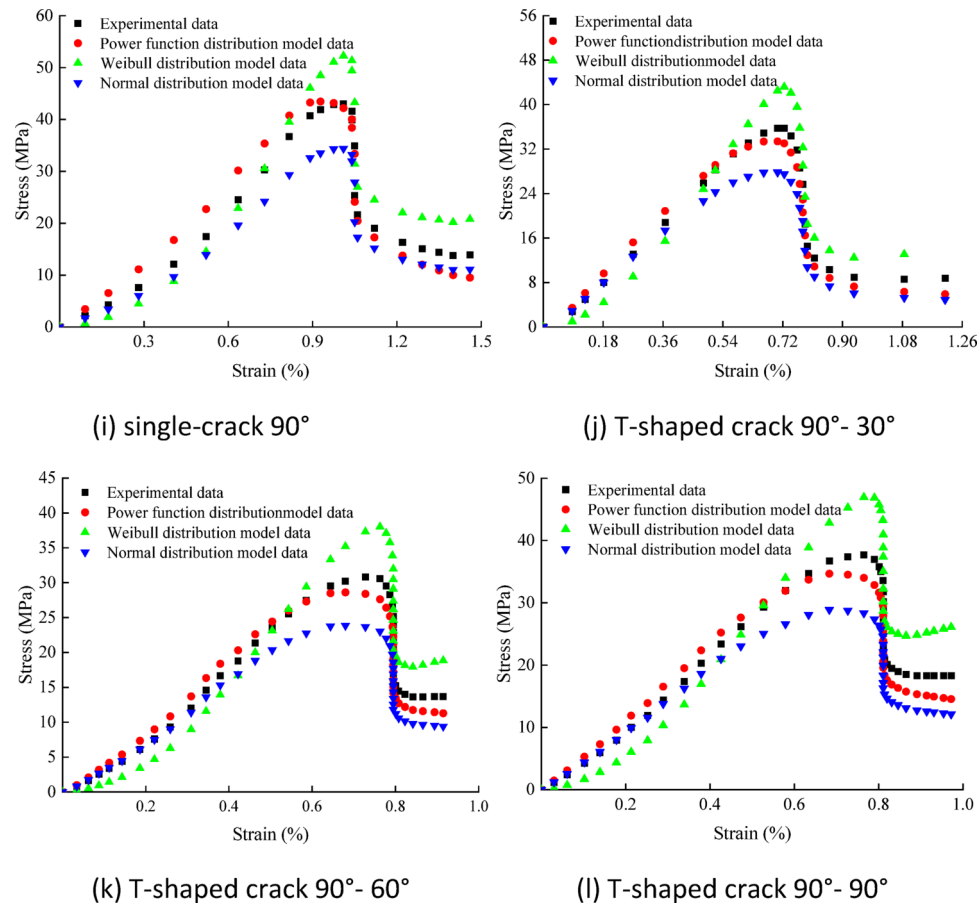 60
50
40
30
20
10
0
Stress (MPa)
Experimental data
Power function distribution model data
Weibull distribution model data
Normal distribution model data
0.3 0.6 0.9 1.2 1.5
Strain (%)
(i) single-crack 90°
56
48
40
32
24
16
8
0
Stress (MPa)
Experimental data
Power functiondistribution model data
Weibull distributionmodel data
Normal distribution model data
0.18 0.36 0.54 0.72 0.90 1.08 1.26
Strain (%)
(j) T-shaped crack 90°- 30°
45
40
35
30
25
20
15
10
5
0
Stress (MPa)
Experimental data
Power function distributionmodel data
Weibull distribution model data
Normal distribution model data
0.2 0.4 0.6 0.8 1.0
Strain (%)
(k) T-shaped crack 90°- 60°
50
40
30
20
10
0
Stress (MPa)
Experimental data
Power function distribution model data
Weibull distribution model data
Normal distribution model data
0.2 0.4 0.6 0.8 1.0
Strain (%)
(l) T-shaped crack 90°- 90°